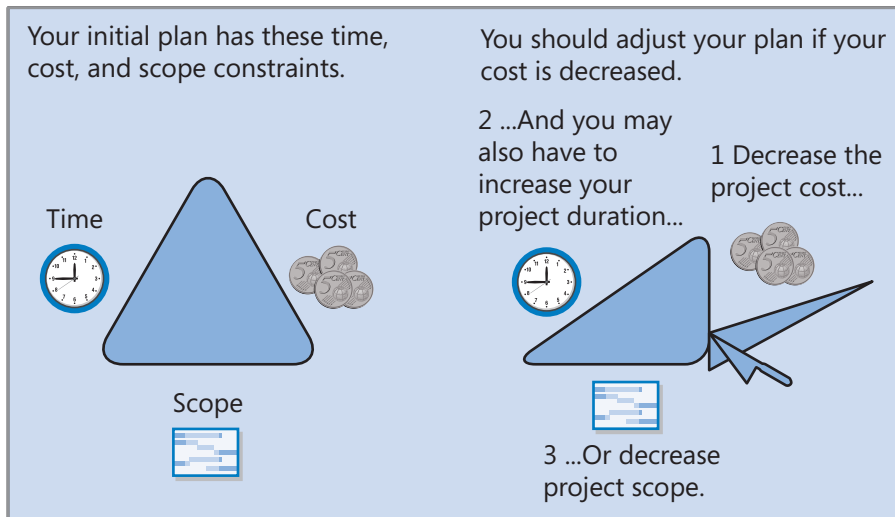 Your initial plan has these time,
cost, and scope constraints.
Time
Cost
Scope
You should adjust your plan if your
cost is decreased.
2 ...And you may
also have to
increase your
project duration...
1 Decrease the
project cost...
3 ...Or decrease
project scope.